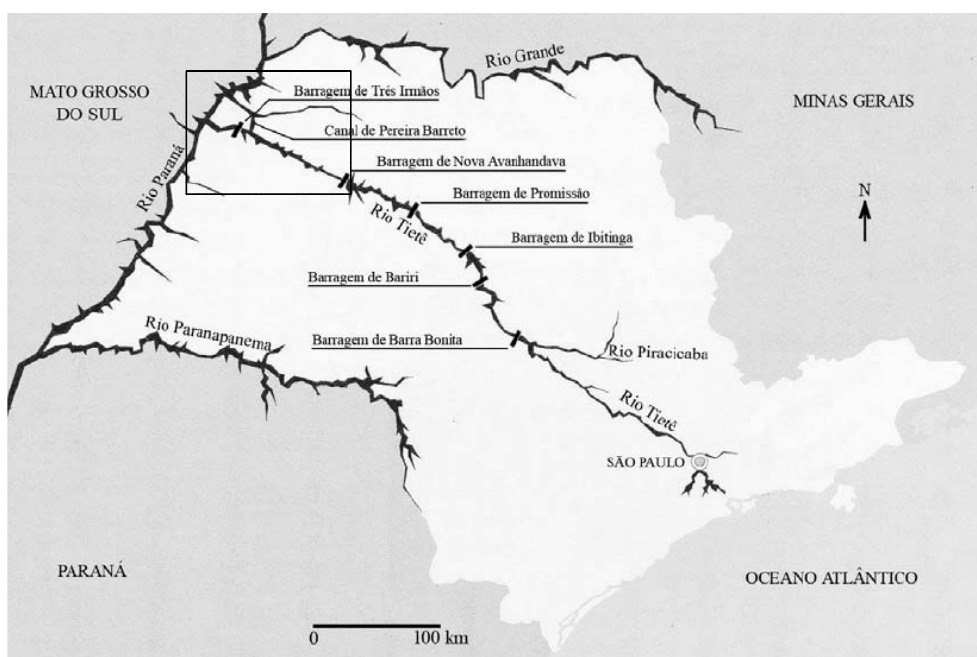 Rio Grande
MATO GROSSO
DO SUL
Barragem de Três Irmãos
MINAS GERAIS
Canal de Pereira Barreto
Barragem de Nova Avanhandava
Rio Paraná
Barragem de Promissão
N
Rio Tietê
Barragem de Ibitinga
Barragem de Bariri
Rio Paranapanema
Barragem de Barra Bonita
Rio Piracicaba
Rio Tietê
SÃO PAULO
PARANÁ
OCEANO ATLÂNTICO
0 100 km